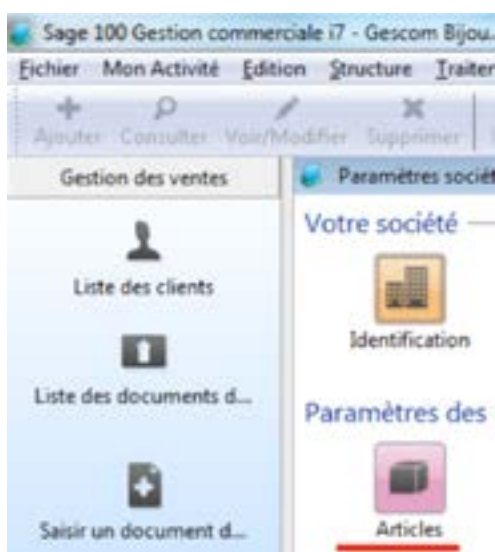 Sage 100 Gestion commerciale i7 - Gescom Bijou..
Fichier Mon Activité Edition Structure Traiter
Ajouter Consulter Voir/Modifier Supprimer
Gestion des ventes
Paramètres sociét
Liste des clients
Liste des documents d...
Saisir un document d...
Votre société
Identification
Paramètres des
Articles